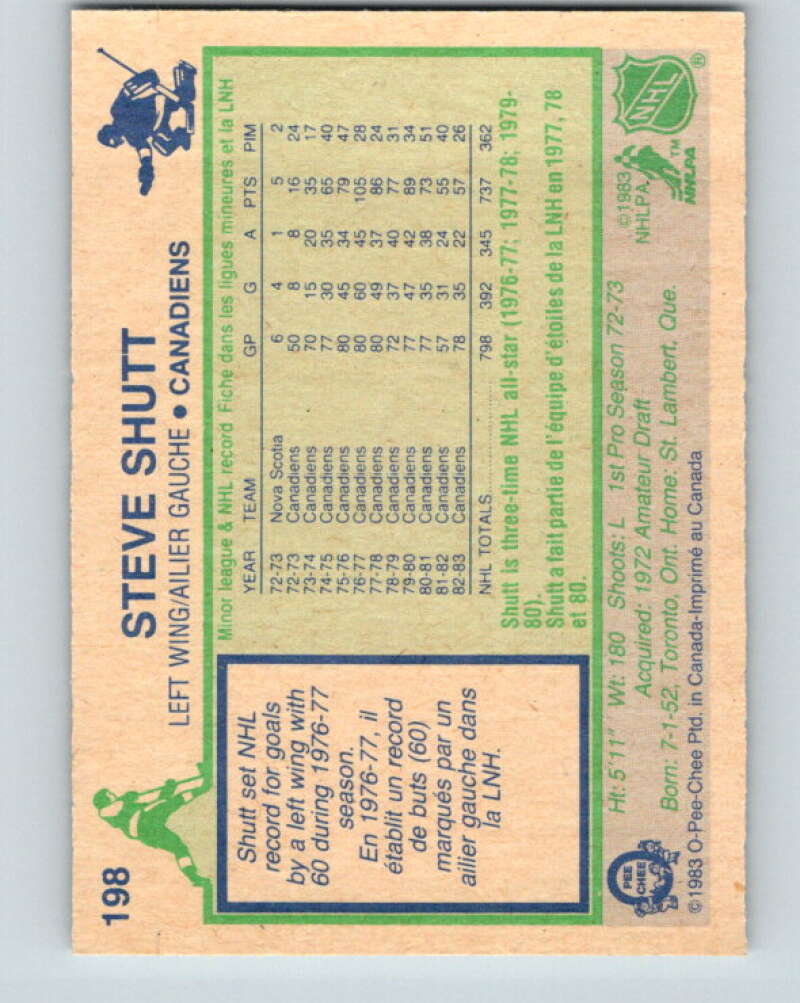 198
STEVE SHUTT
LEFT WING/AILIER GAUCHE • CANADIENS
Shutt set NHL
record for goals
by a left wing with
60 during 1976-77
season.
En 1976-77, il
établit un record
de buts (60)
marqués par un
ailier gauche dans
la LNH.
Minor league & NHL record Fiche dans les ligues mineures et la LNH
YEAR TEAM GP G A PTS PIM
72-73 Nova Scotia 6 4 1 5 2
72-73 Canadiens 50 8 8 16 24
73-74 Canadiens 70 15 20 35 17
74-75 Canadiens 77 30 35 65 40
75-76 Canadiens 80 45 34 79 47
76-77 Canadiens 80 60 45 105 28
77-78 Canadiens 80 49 37 86 24
78-79 Canadiens 72 37 40 77 31
79-80 Canadiens 77 47 42 89 34
80-81 Canadiens 77 35 38 73 51
81-82 Canadiens 57 31 24 55 40
82-83 Canadiens 78 35 22 57 26
NHL TOTALS 798 392 345 737 362
Shutt is three-time NHL all-star (1976-77; 1977-78; 1979-
80).
Shutt a fait partie de l'équipe d'étoiles de la LNH en 1977, 78
et 80.
Ht: 5'11" Wt: 180 Shoots: L 1st Pro Season 72-73
Acquired: 1972 Amateur Draft
Born: 7-1-52, Toronto, Ont. Home: St. Lambert, Que.
©1983 O-Pee-Chee Ptd. in Canada-Imprimé au Canada
O
PEE
CHEE
©1983
NHLPA
NHL
®
TM
NHLPA